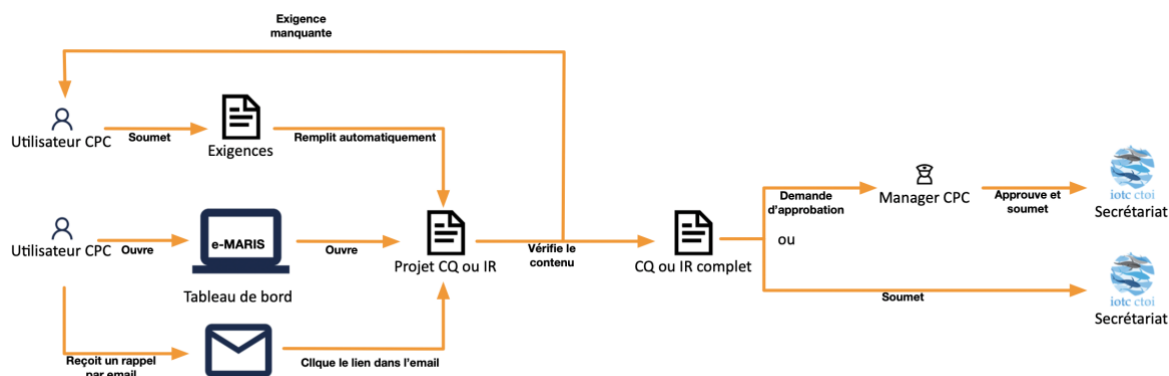 Exigence
manquante
Utilisateur CPC
Soumet
Exigences
Remplit automatiquement
Utilisateur CPC
Ouvre
e-MARIS
Tableau de bord
Ouvre
Projet CQ ou IR
Vérifie le
contenu
CQ ou IR complet
Demande
d'approbation
ou
Manager CPC
Approuve et
soumet
iotc ctoi
Secrétariat
Soumet
iotc ctoi
Secrétariat
Reçoit un rappel
par email
Clique le lien dans l'email